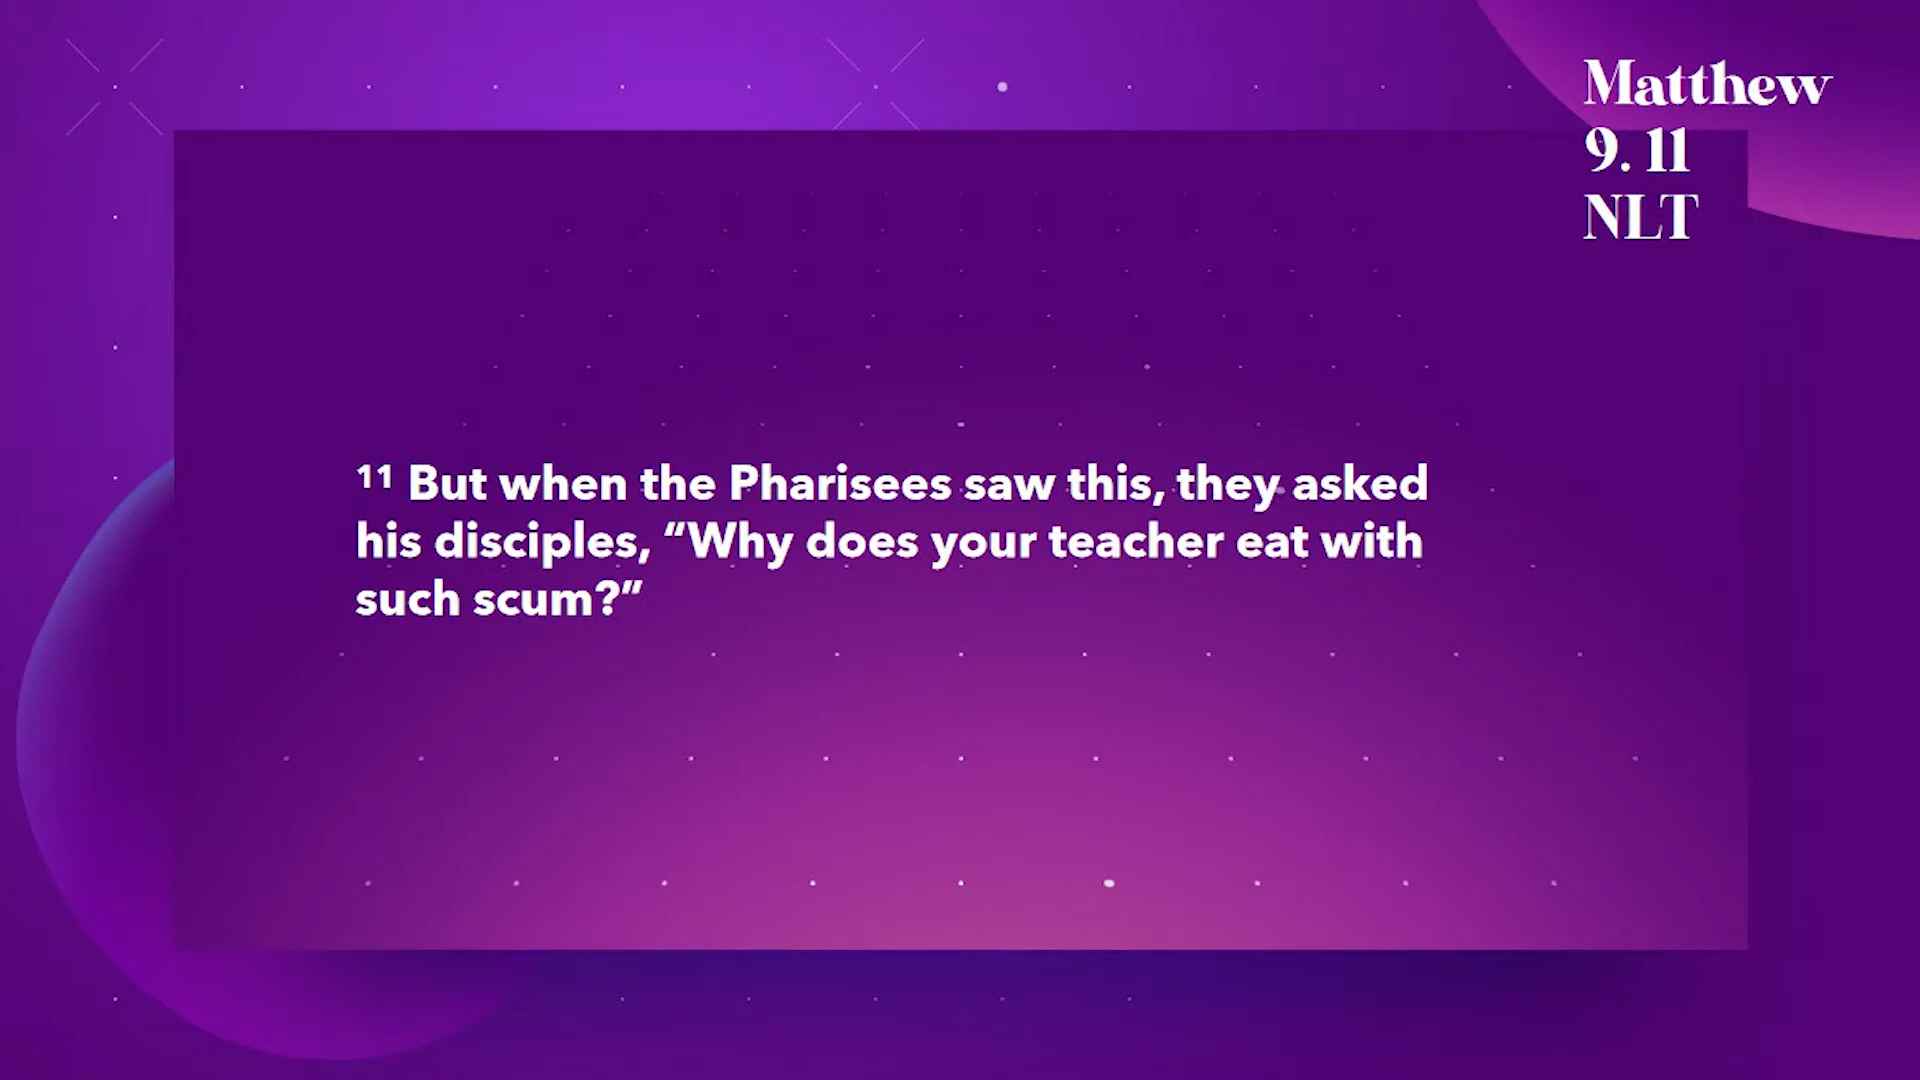 Matthew
9. 11
NLT
¹¹ But when the Pharisees saw this, they asked
his disciples, “Why does your teacher eat with
such scum?”